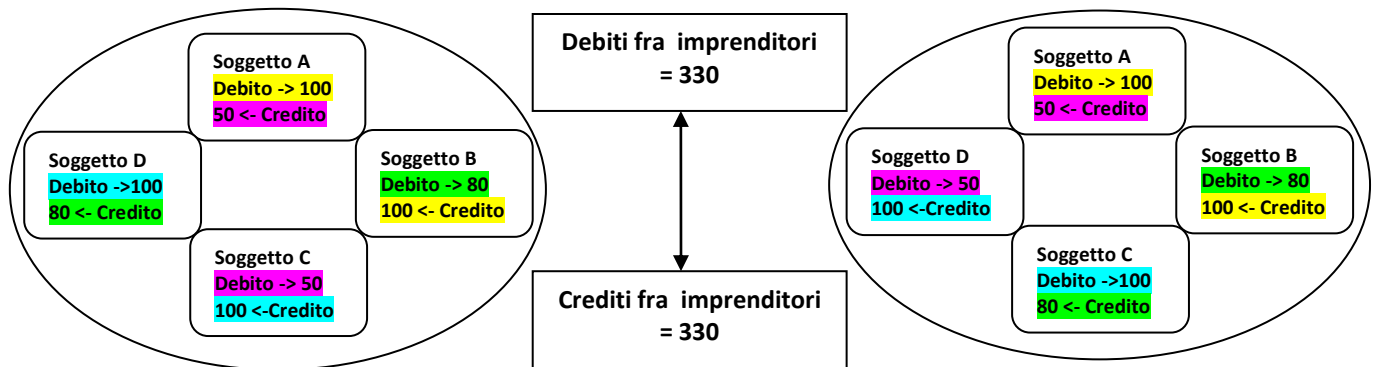 Soggetto A
Debito -> 100
50 <- Credito
Soggetto D
Debito ->100
80 <- Credito
Soggetto B
Debito -> 80
100 <- Credito
Soggetto C
Debito -> 50
100 <-Credito
Debiti fra imprenditori
= 330
Crediti fra imprenditori
= 330
Soggetto A
Debito -> 100
50 <- Credito
Soggetto D
Debito -> 50
100 <-Credito
Soggetto B
Debito -> 80
100 <- Credito
Soggetto C
Debito ->100
80 <- Credito